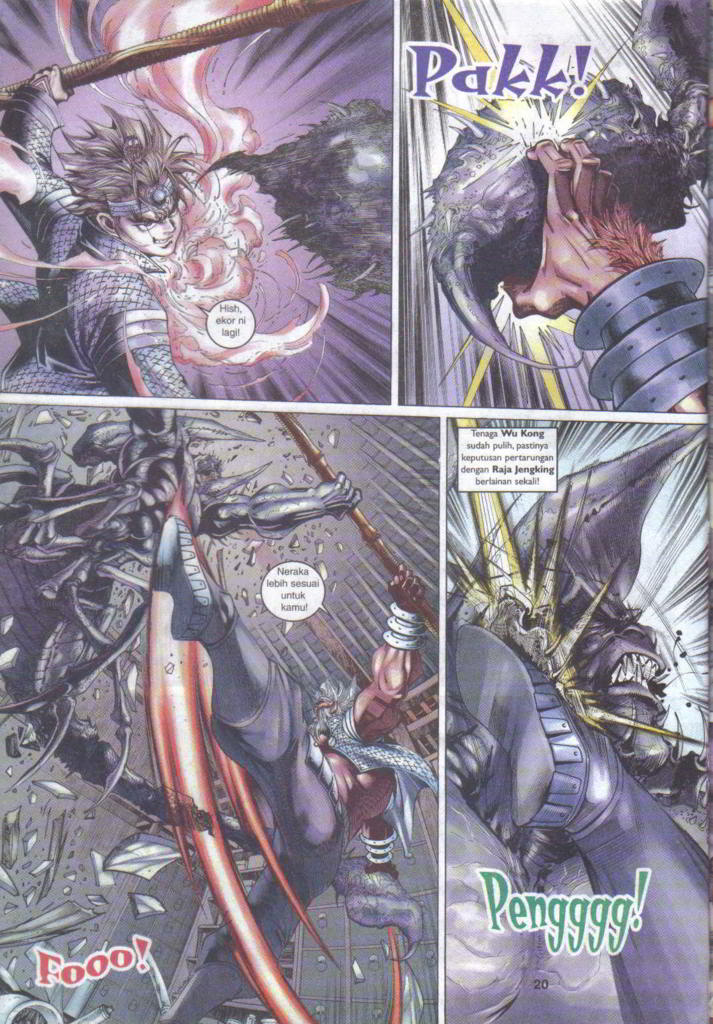 Hish,
ekor ni
lagi!
Pakk!
Neraka
lebih sesuai
untuk
kamu!
Fooo!
Tenaga Wu Kong
sudah pulih, pastinya
keputusan pertarungan
dengan Raja Jengking
berlainan sekali!
Pengggg!
20